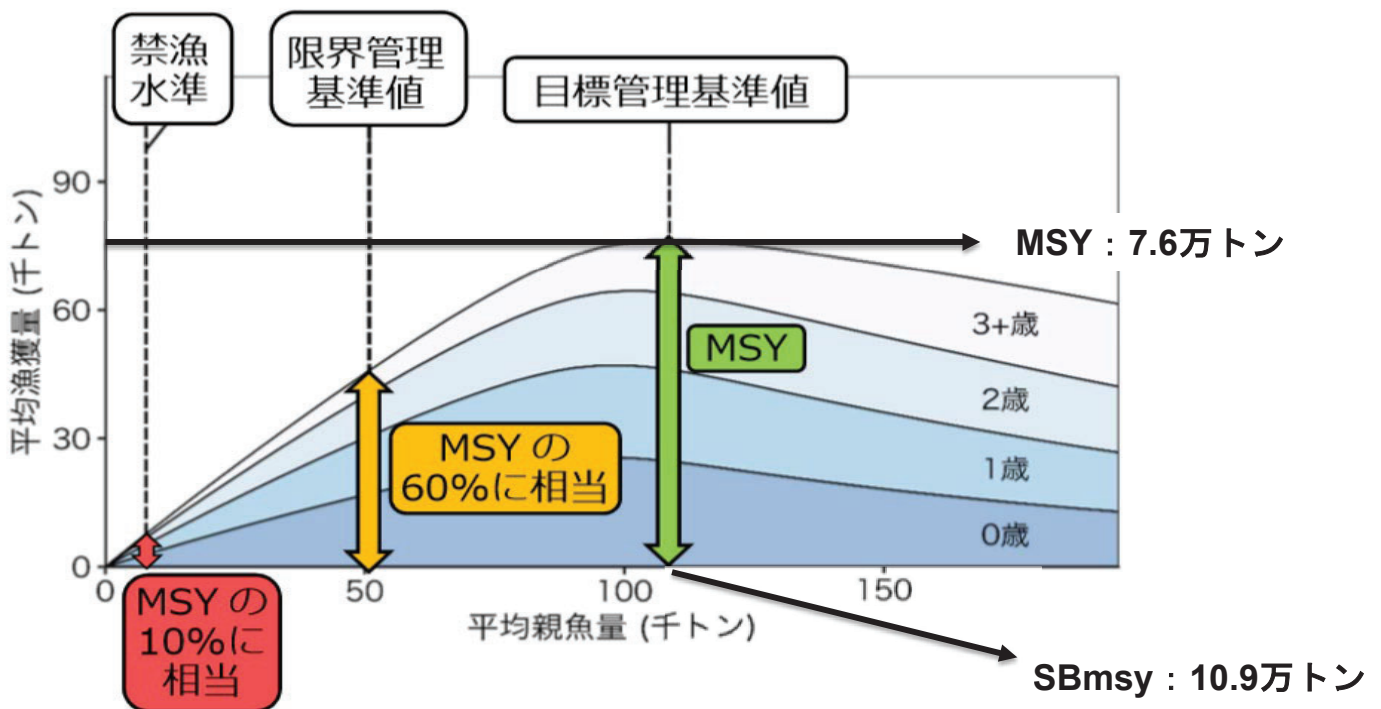 禁漁
水準
限界管理
基準値
目標管理基準値
平均漁獲量 (千トン)
90
60
30
0
MSY：7.6万トン
3+歳
2歳
1歳
0歳
MSY
MSY の
60%に相当
MSY の
10%に
相当
0
50
100
150
平均親魚量 (千トン)
SBmsy：10.9万トン